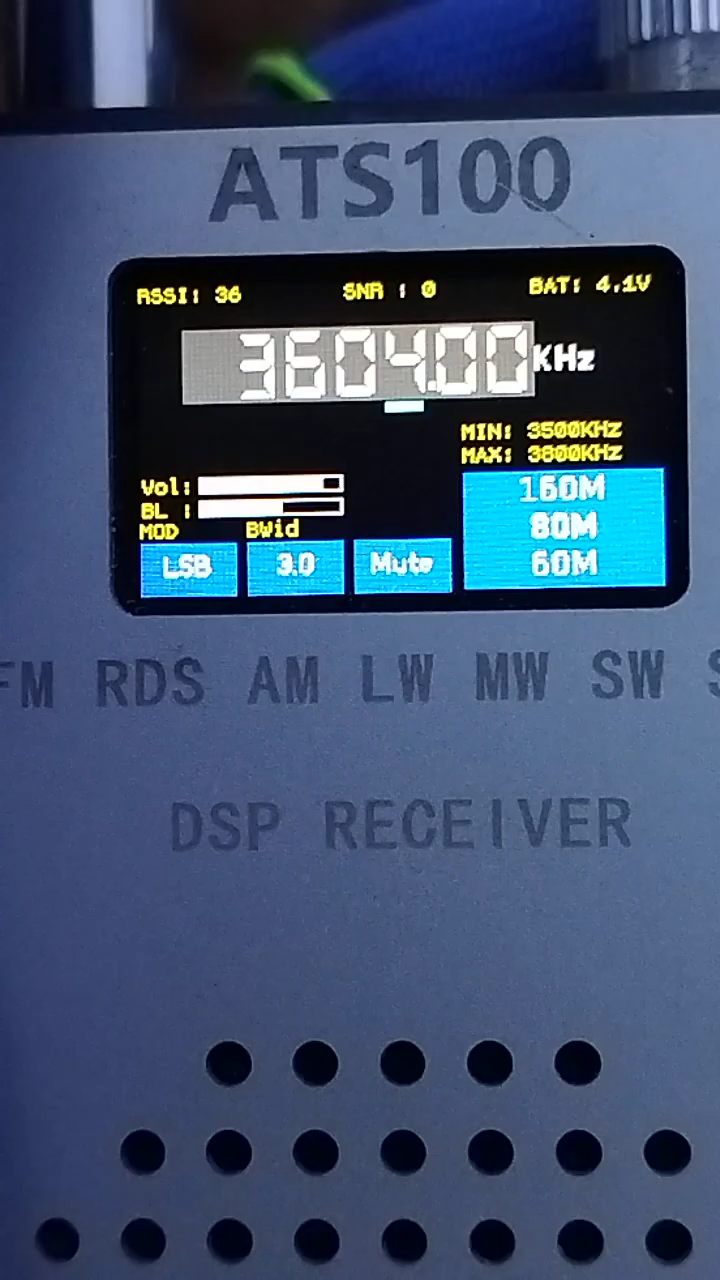 ATS100
RSSI: 36 SNR : 0 BAT: 4.1V
3604.00 KHz
MIN: 3500KHZ
MAX: 3800KHZ
Vol:
BL :
MOD BWid
LSB 3.0 Mute
160M
80M
60M
FM RDS AM LW MW SW S
DSP RECEIVER